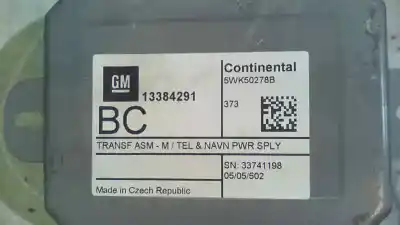 GM
13384291
BC
Continental
5WK50278B
373
TRANSF ASM - M / TEL & NAVN PWR SPLY
SN: 33741198
05/05/502
Made in Czech Republic